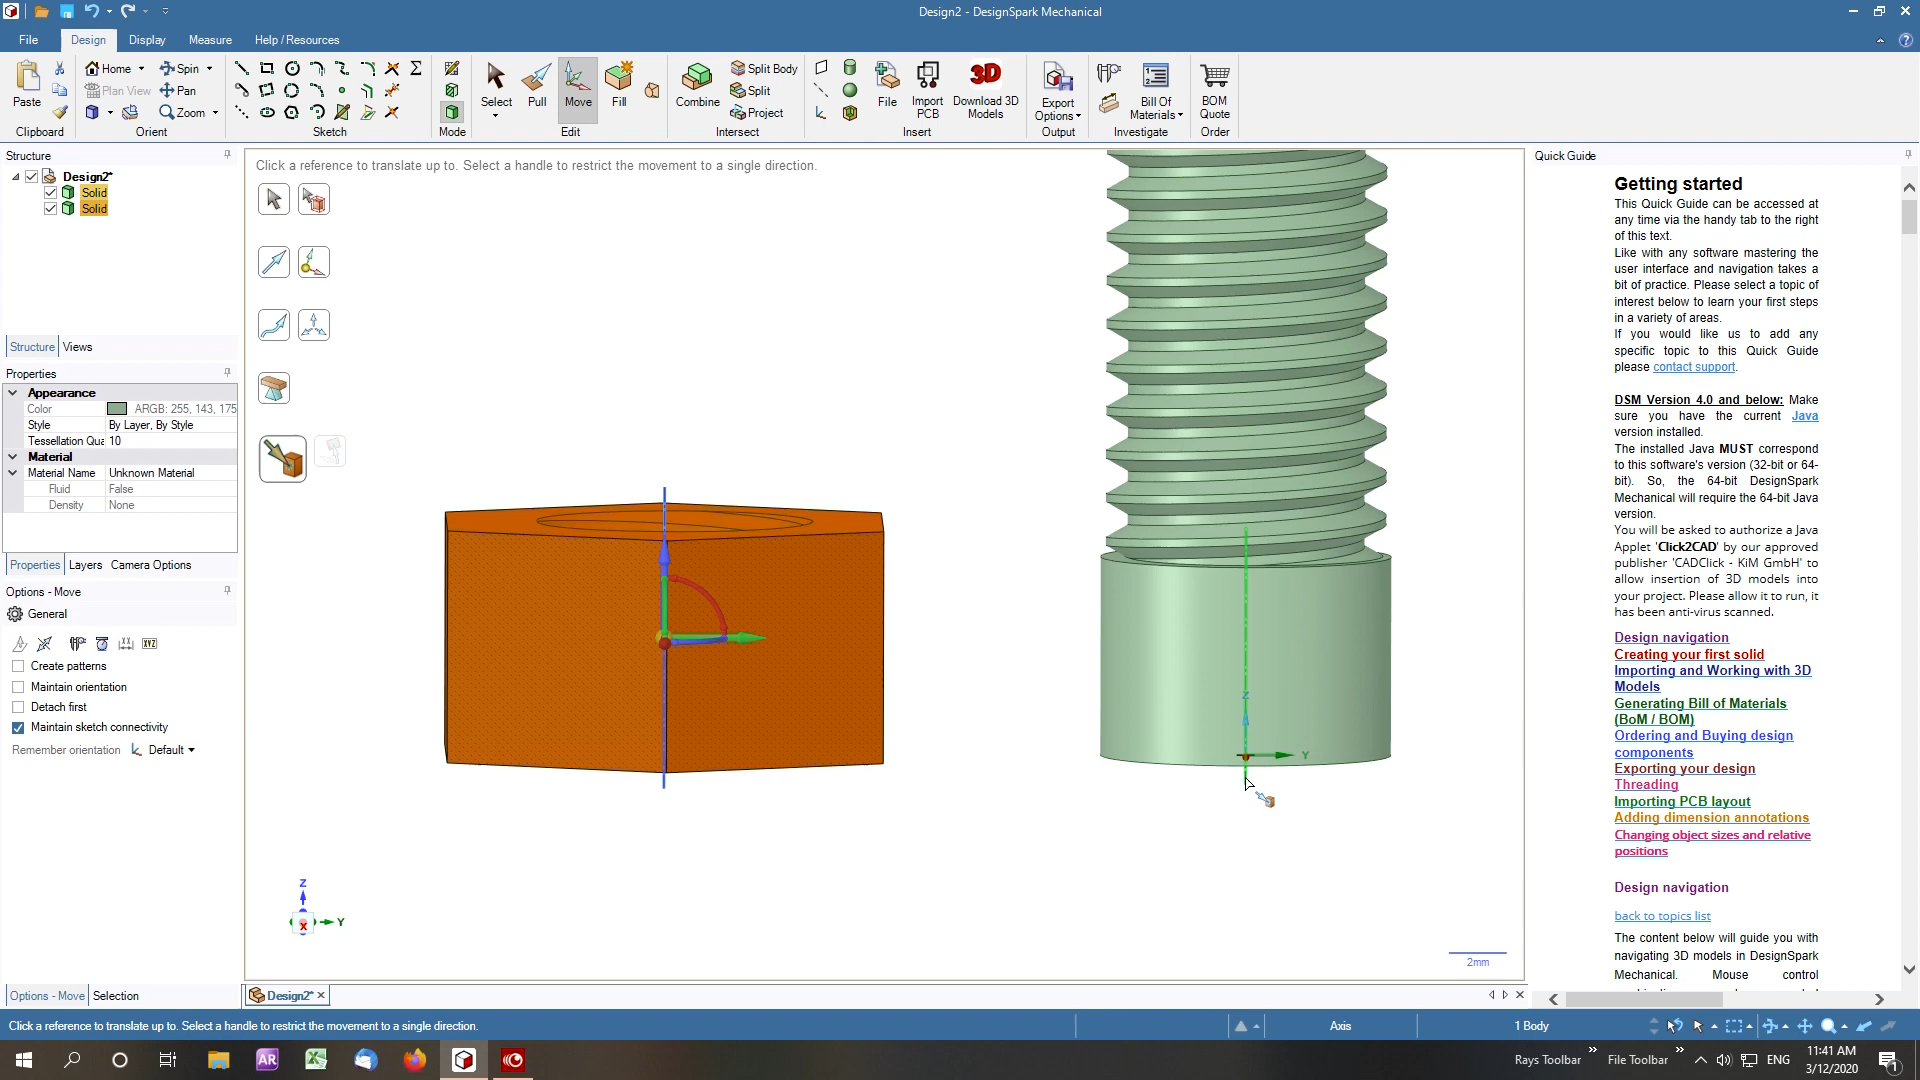 Design2 - DesignSpark Mechanical
File
Design
Display
Measure
Help / Resources
Paste
Home
Plan View
Spin
Pan
Zoom
Select
Pull
Move
Fill
Combine
Split Body
Split
Project
File
Import PCB
Download 3D Models
Export Options
Bill Of Materials
BOM Quote
Clipboard
Orient
Sketch
Mode
Edit
Intersect
Insert
Output
Investigate
Order
Structure
Design2*
Solid
Solid
Structure
Views
Properties
Appearance
Color
ARGB: 255, 143, 175
Style
By Layer, By Style
Tessellation Qua
10
Material
Material Name
Unknown Material
Fluid
False
Density
None
Properties
Layers
Camera Options
Options - Move
General
XYZ
Create patterns
Maintain orientation
Detach first
Maintain sketch connectivity
Remember orientation
Default
Options - Move
Selection
Click a reference to translate up to. Select a handle to restrict the movement to a single direction.
Z
Y
Z
Y
X
2mm
Design2*
Quick Guide
Getting started
This Quick Guide can be accessed at
any time via the handy tab to the right
of this text.
Like with any software mastering the
user interface and navigation takes a
bit of practice. Please select a topic of
interest below to learn your first steps
in a variety of areas.
If you would like us to add any
specific topic to this Quick Guide
please contact support.
DSM Version 4.0 and below: Make
sure you have the current Java
version installed.
The installed Java MUST correspond
to this software's version (32-bit or 64-
bit). So, the 64-bit DesignSpark
Mechanical will require the 64-bit Java
version.
You will be asked to authorize a Java
Applet 'Click2CAD' by our approved
publisher 'CADClick - KiM GmbH' to
allow insertion of 3D models into
your project. Please allow it to run, it
has been anti-virus scanned.
Design navigation
Creating your first solid
Importing and Working with 3D
Models
Generating Bill of Materials
(BoM / BOM)
Ordering and Buying design
components
Exporting your design
Threading
Importing PCB layout
Adding dimension annotations
Changing object sizes and relative
positions
Design navigation
back to topics list
The content below will guide you with
navigating 3D models in DesignSpark
Mechanical. Mouse control
Click a reference to translate up to. Select a handle to restrict the movement to a single direction.
Axis
1 Body
AR
Rays Toolbar
File Toolbar
ENG
11:41 AM
3/12/2020
1